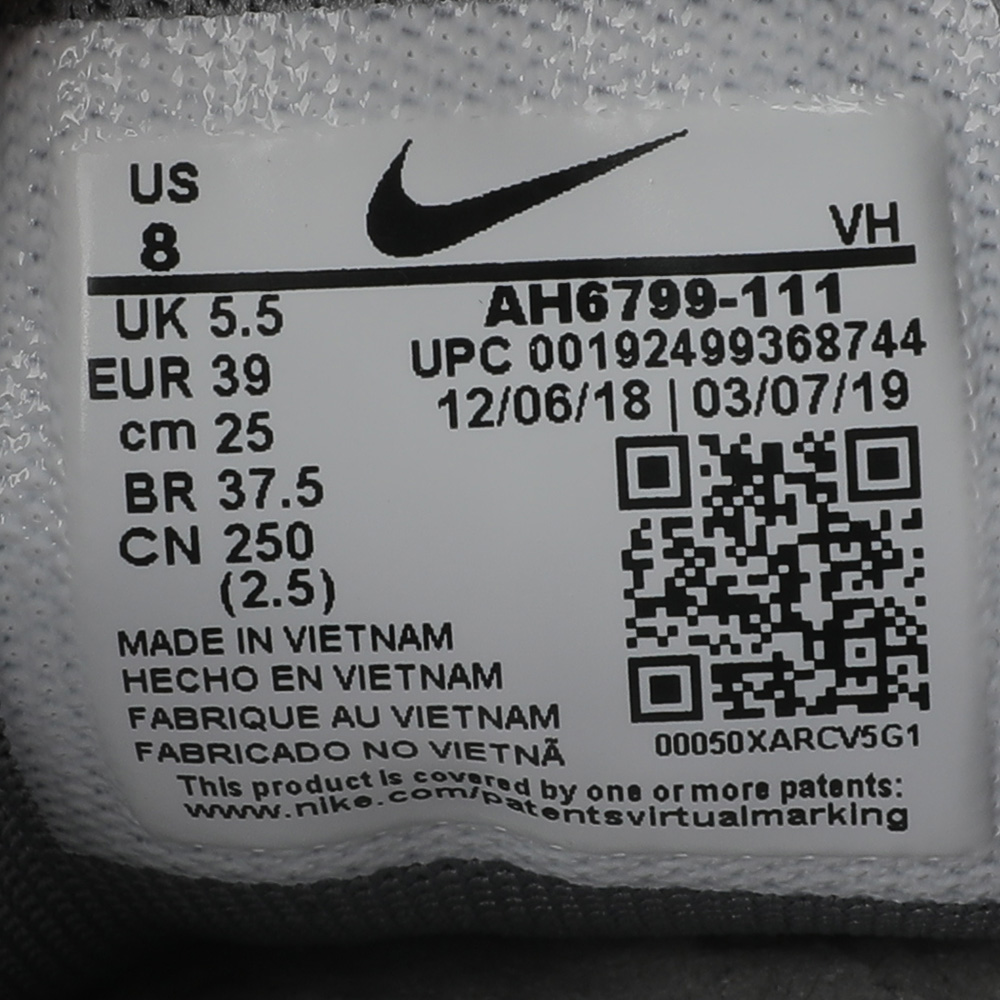 US
8
VH
UK 5.5
EUR 39
cm 25
BR 37.5
CN 250
(2.5)
AH6799-111
UPC 00192499368744
12/06/18 | 03/07/19
00050XARCV5G1
MADE IN VIETNAM
HECHO EN VIETNAM
FABRIQUE AU VIETNAM
FABRICADO NO VIETNÃ
This product is covered by one or more patents:
www.nike.com/patentsvirtualmarking